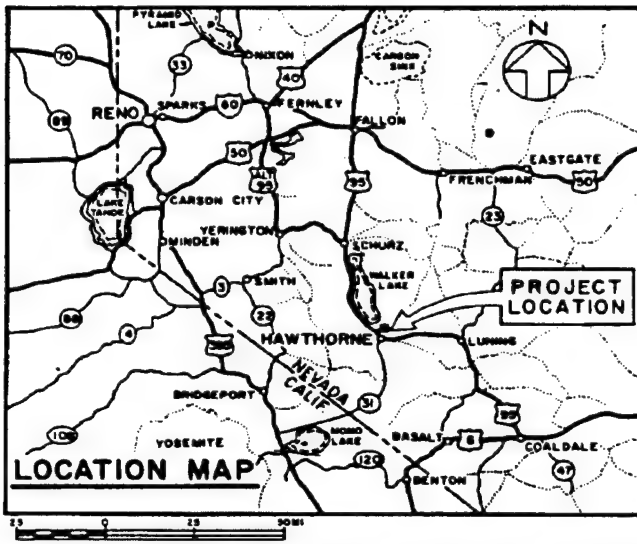 PYRAMID
LAKE
NIXON
CARSON
SINK
N
70
33
40
89
SPARKS
RENO
60
FERNLEY
FALLON
50
ALT
95
95
EASTGATE
FRENCHMAN
50
LAKE
TAHOE
CARSON CITY
23
MINDEN
YERINGTON
SCHURZ
WALKER
LAKE
PROJECT
LOCATION
3
SMITH
88
4
22
HAWTHORNE
LUNING
395
NEVADA
CALIF
BRIDGEPORT
31
95
108
YOSEMITE
MONO
LAKE
BASALT
6
COALDALE
LOCATION MAP
120
BENTON
47
25 0 25 50 MI